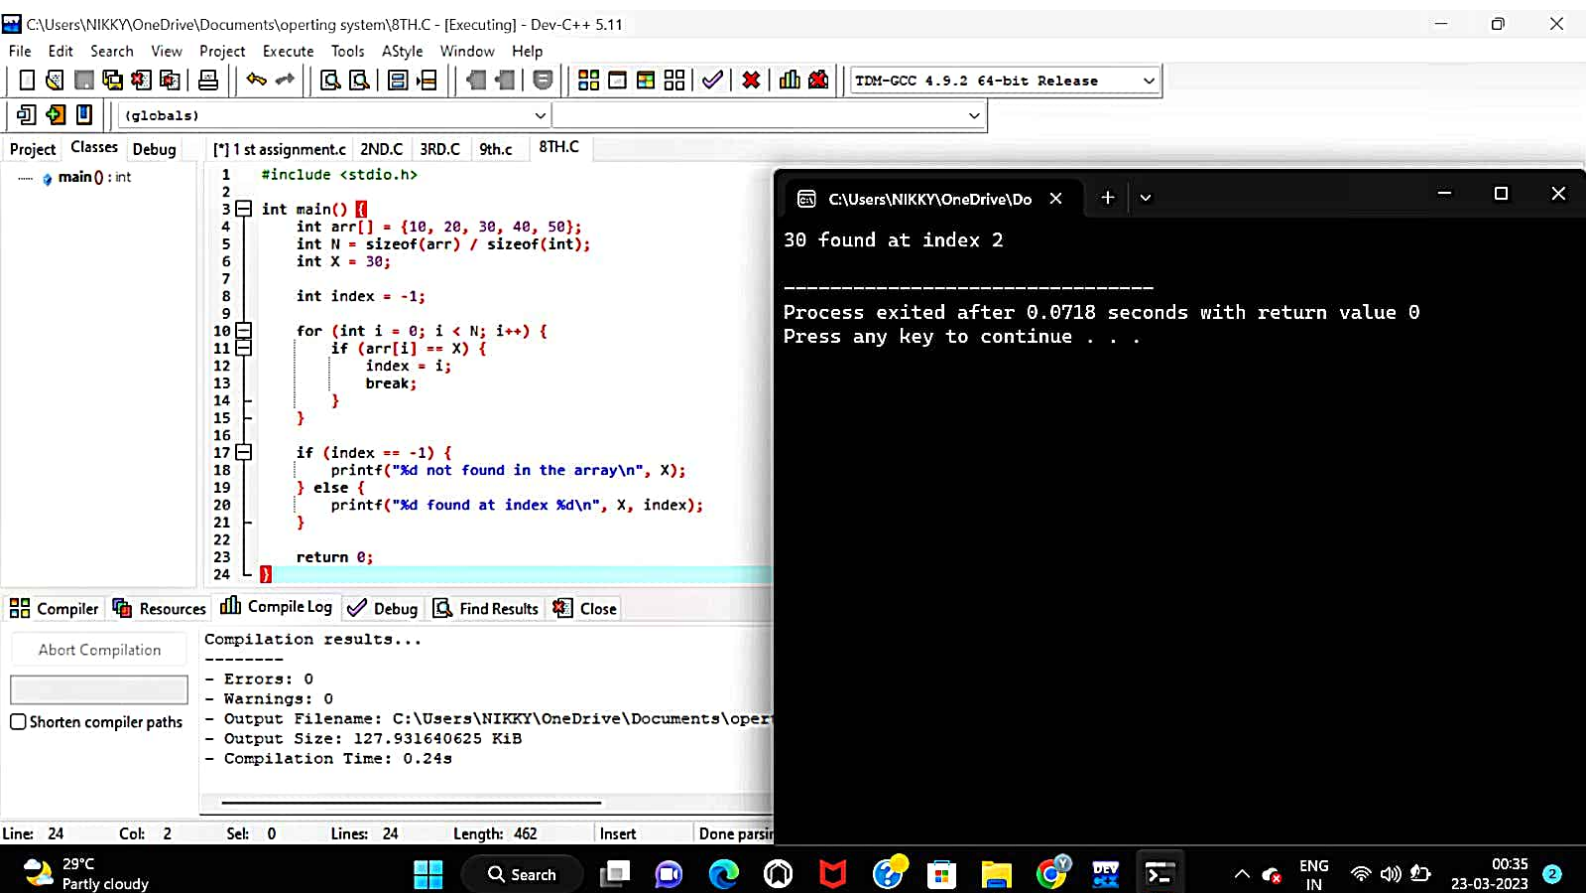 C:\Users\NIKKY\OneDrive\Documents\operting system\8TH.C - [Executing] - Dev-C++ 5.11
File Edit Search View Project Execute Tools AStyle Window Help
TDM-GCC 4.9.2 64-bit Release
(globals)
Project Classes Debug
[*] 1 st assignment.c 2ND.C 3RD.C 9th.c 8TH.C
main () : int
1 #include <stdio.h>
2
3 int main() {
4 int arr[] = {10, 20, 30, 40, 50};
5 int N = sizeof(arr) / sizeof(int);
6 int X = 30;
7
8 int index = -1;
9
10 for (int i = 0; i < N; i++) {
11 if (arr[i] == X) {
12 index = i;
13 break;
14 }
15 }
16
17 if (index == -1) {
18 printf("%d not found in the array\n", X);
19 } else {
20 printf("%d found at index %d\n", X, index);
21 }
22
23 return 0;
24 }
C:\Users\NIKKY\OneDrive\Do
30 found at index 2
--------------------------------
Process exited after 0.0718 seconds with return value 0
Press any key to continue . . .
Compiler Resources Compile Log Debug Find Results Close
Abort Compilation
Shorten compiler paths
Compilation results...
--------
- Errors: 0
- Warnings: 0
- Output Filename: C:\Users\NIKKY\OneDrive\Documents\opert
- Output Size: 127.931640625 KiB
- Compilation Time: 0.24s
Line: 24 Col: 2 Sel: 0 Lines: 24 Length: 462 Insert Done parsin
29°C
Partly cloudy
Search
DEV
ENG
IN
00:35
23-03-2023
2